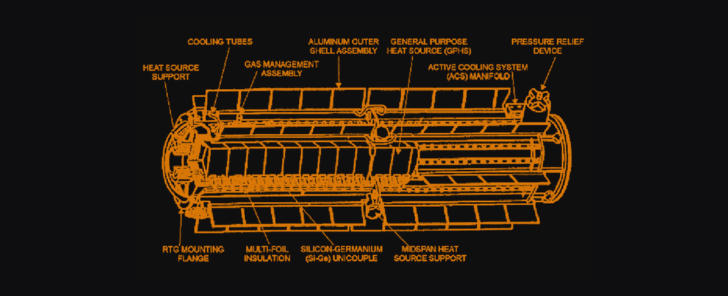 COOLING TUBES
ALUMINUM OUTER
SHELL ASSEMBLY
GENERAL PURPOSE
HEAT SOURCE (GPHS)
PRESSURE RELIEF
DEVICE
HEAT SOURCE
SUPPORT
GAS MANAGEMENT
ASSEMBLY
ACTIVE COOLING SYSTEM
(ACS) MANIFOLD
RTG MOUNTING
FLANGE
MULTI-FOIL
INSULATION
SILICON-GERMANIUM
(Si-Ge) UNICOUPLE
MIDSPAN HEAT
SOURCE SUPPORT